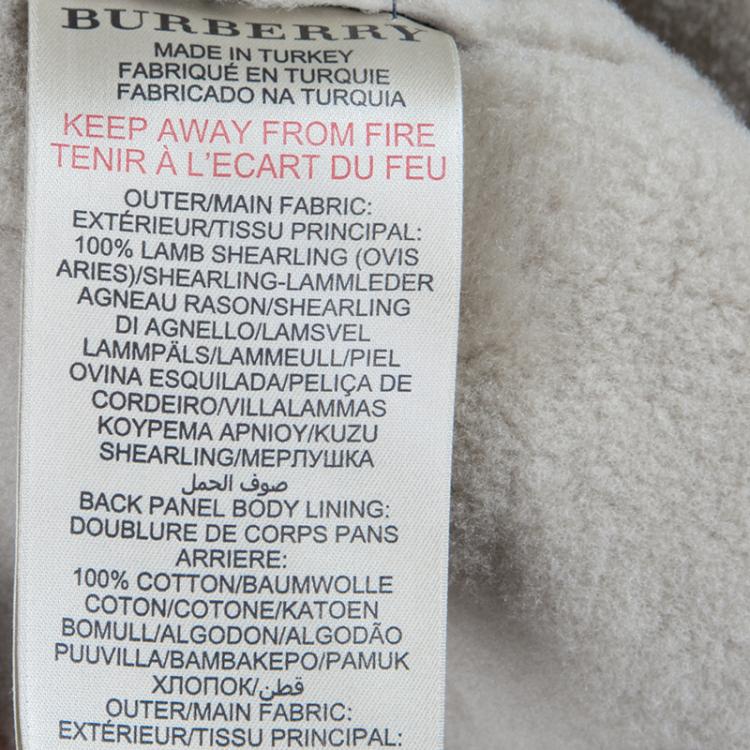 BURBERRY
MADE IN TURKEY
FABRIQUÉ EN TURQUIE
FABRICADO NA TURQUIA
KEEP AWAY FROM FIRE
TENIR À L'ECART DU FEU
OUTER/MAIN FABRIC:
EXTÉRIEUR/TISSU PRINCIPAL:
100% LAMB SHEARLING (OVIS
ARIES)/SHEARLING-LAMMLEDER
AGNEAU RASON/SHEARLING
DI AGNELLO/LAMSVEL
LAMMPÄLS/LAMMEULL/PIEL
OVINA ESQUILADA/PELIÇA DE
CORDEIRO/VILLALAMMAS
ΚΟΥΡΕΜΑ ΑΡΝΙΟΥ/KUZU
SHEARLING/МЕРЛУШКА
صوف الحمل
BACK PANEL BODY LINING:
DOUBLURE DE CORPS PANS
ARRIERE:
100% COTTON/BAUMWOLLE
COTON/COTONE/KATOEN
BOMULL/ALGODON/ALGODÃO
PUUVILLA/ΒΑΜΒΑΚΕΡΟ/PAMUK
ХЛОПОК/قطن
OUTER/MAIN FABRIC:
EXTÉRIEUR/TISSU PRINCIPAL: